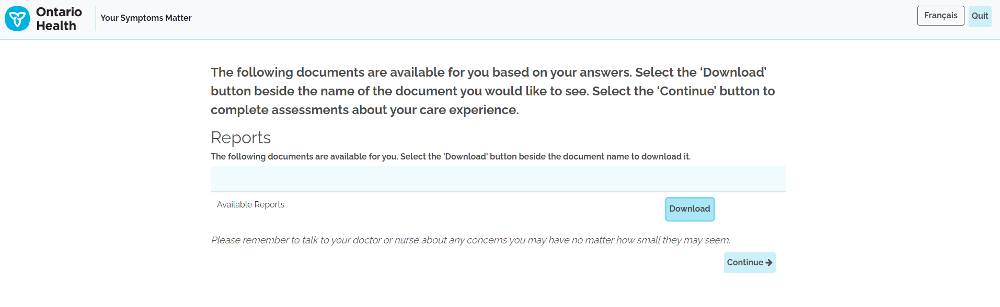 Ontario Health
Your Symptoms Matter
Français
Quit
The following documents are available for you based on your answers. Select the ‘Download’
button beside the name of the document you would like to see. Select the ‘Continue’ button to
complete assessments about your care experience.
Reports
The following documents are available for you. Select the 'Download' button beside the document name to download it.
Available Reports
Download
Please remember to talk to your doctor or nurse about any concerns you may have no matter how small they may seem.
Continue